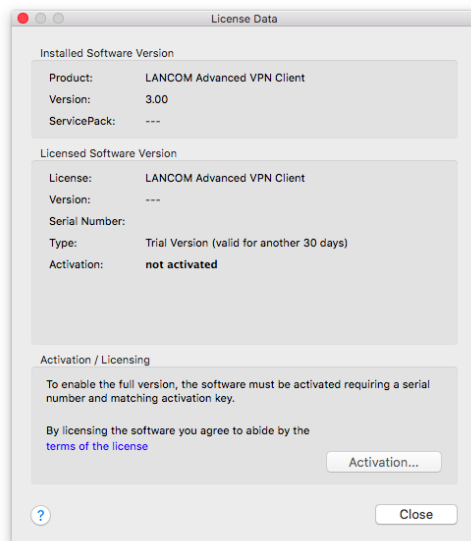 License Data
Installed Software Version
Product: LANCOM Advanced VPN Client
Version: 3.00
ServicePack: ---
Licensed Software Version
License: LANCOM Advanced VPN Client
Version: ---
Serial Number:
Type: Trial Version (valid for another 30 days)
Activation: not activated
Activation / Licensing
To enable the full version, the software must be activated requiring a serial
number and matching activation key.
By licensing the software you agree to abide by the
terms of the license
Activation...
? Close